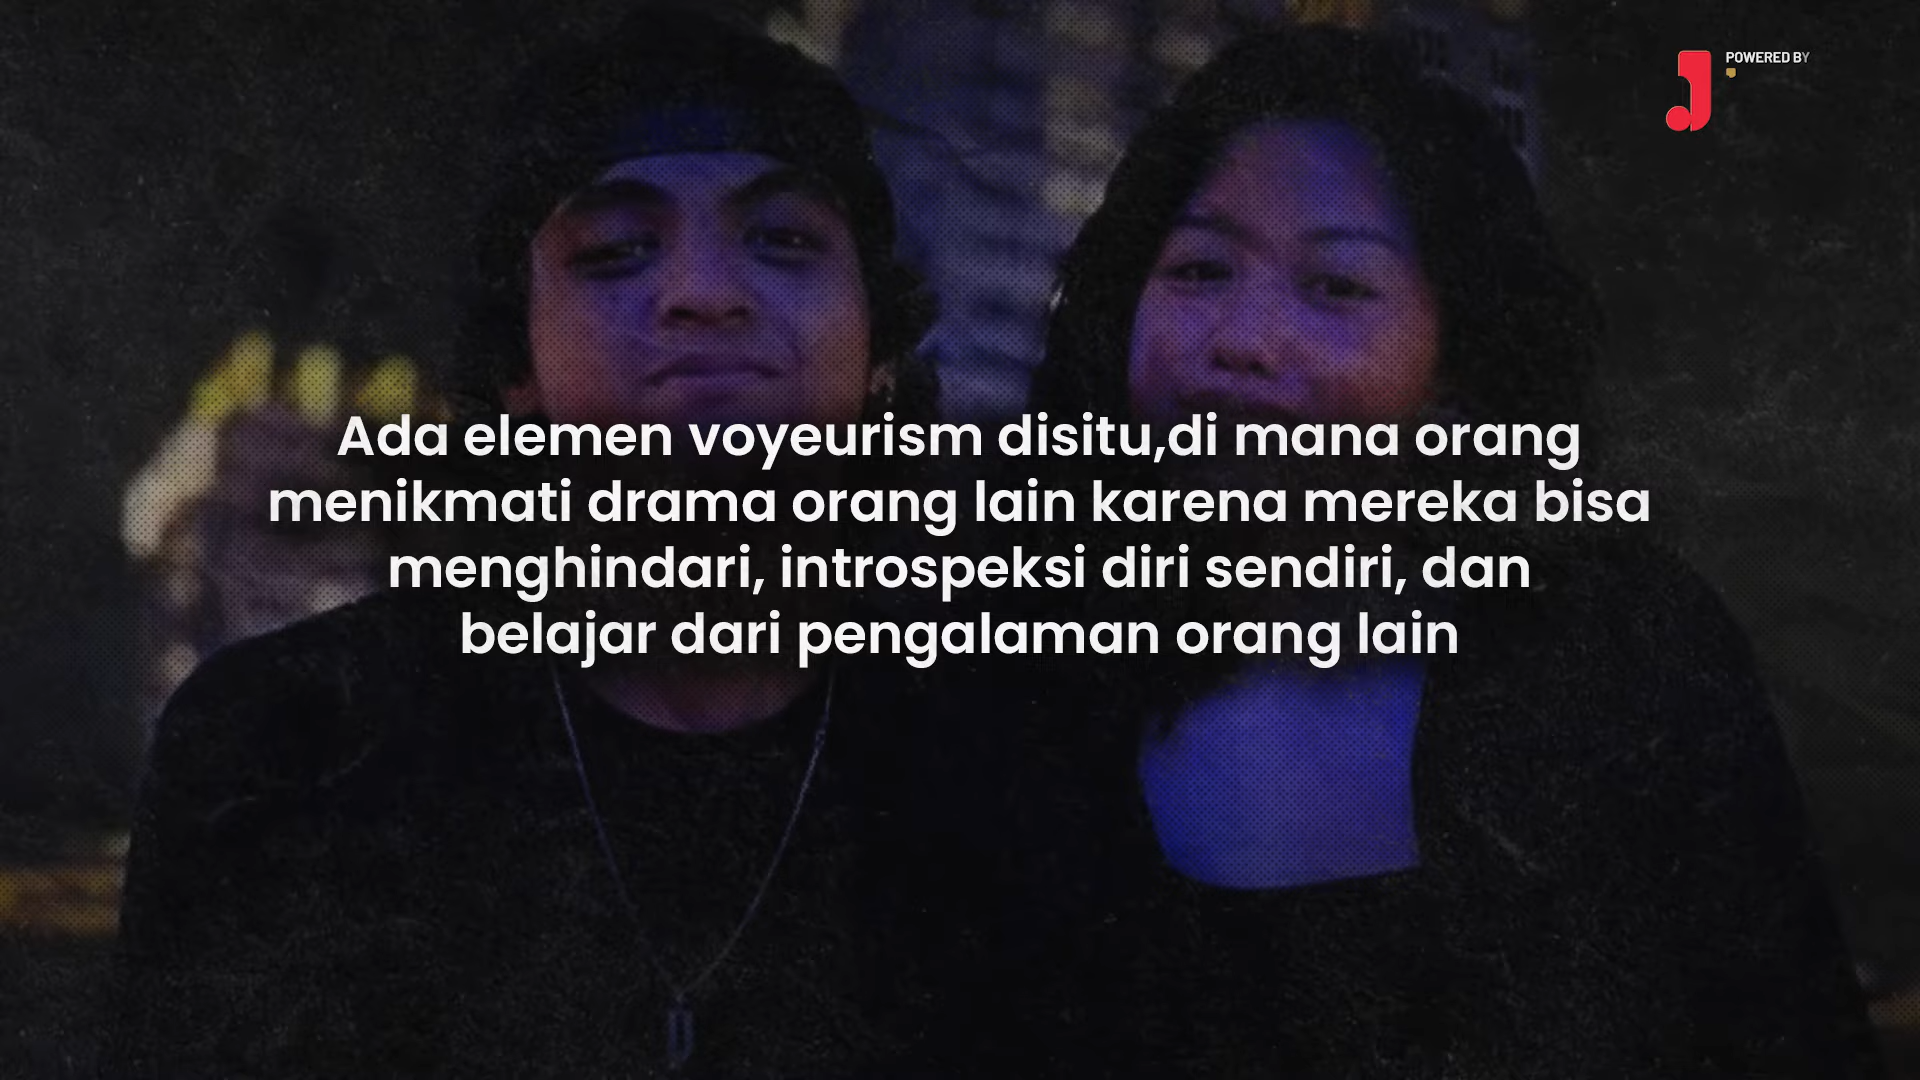 POWERED BY
Ada elemen voyeurism disitu,di mana orang
menikmati drama orang lain karena mereka bisa
menghindari, introspeksi diri sendiri, dan
belajar dari pengalaman orang lain